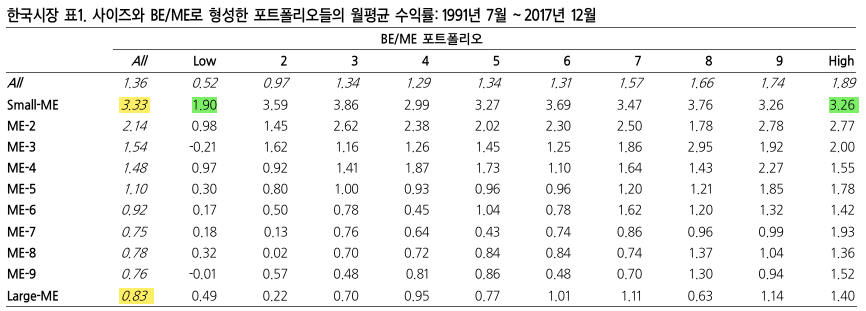 한국시장 표1. 사이즈와 BE/ME로 형성한 포트폴리오들의 월평균 수익률: 1991년 7월 ~ 2017년 12월
BE/ME 포트폴리오
All Low 2 3 4 5 6 7 8 9 High
All 1.36 0.52 0.97 1.34 1.29 1.34 1.31 1.57 1.66 1.74 1.89
Small-ME 3.33 1.90 3.59 3.86 2.99 3.27 3.69 3.47 3.76 3.26 3.26
ME-2 2.14 0.98 1.45 2.62 2.38 2.02 2.30 2.50 1.78 2.78 2.77
ME-3 1.54 -0.21 1.62 1.16 1.26 1.45 1.25 1.86 2.95 1.92 2.00
ME-4 1.48 0.97 0.92 1.41 1.87 1.73 1.10 1.64 1.43 2.27 1.55
ME-5 1.10 0.30 0.80 1.00 0.93 0.96 0.96 1.20 1.21 1.85 1.78
ME-6 0.92 0.17 0.50 0.78 0.45 1.04 0.78 1.62 1.20 1.32 1.42
ME-7 0.75 0.18 0.13 0.76 0.64 0.43 0.74 0.86 0.96 0.99 1.93
ME-8 0.78 0.32 0.02 0.70 0.72 0.84 0.84 0.74 1.37 1.04 1.36
ME-9 0.76 -0.01 0.57 0.48 0.81 0.86 0.48 0.70 1.30 0.94 1.52
Large-ME 0.83 0.49 0.22 0.70 0.95 0.77 1.01 1.11 0.63 1.14 1.40